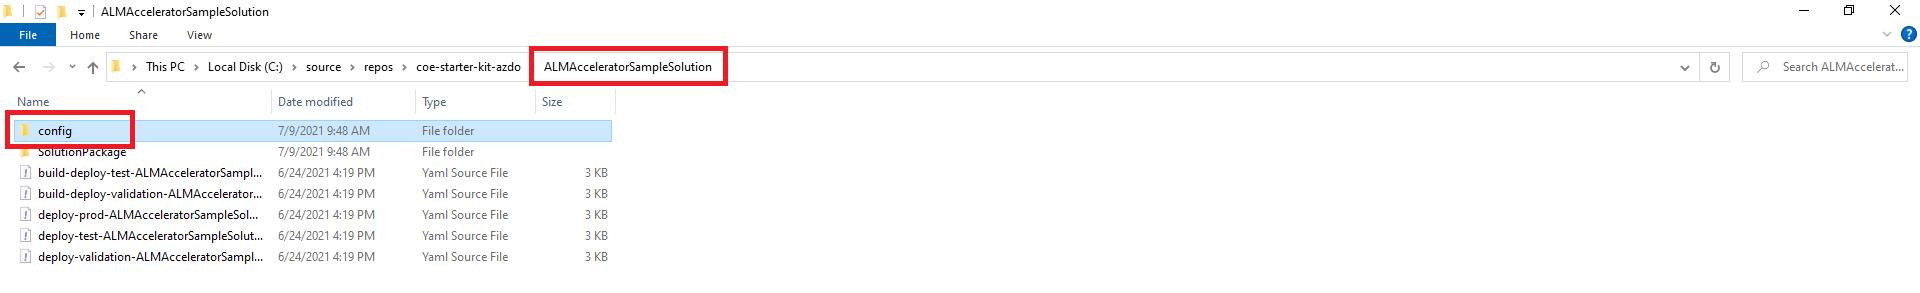 ALMAcceleratorSampleSolution
File Home Share View
This PC Local Disk (C:) source repos coe-starter-kit-azdo ALMAcceleratorSampleSolution Search ALMAccelerat...
Name Date modified Type Size
config 7/9/2021 9:48 AM File folder
SolutionPackage 7/9/2021 9:48 AM File folder
build-deploy-test-ALMAcceleratorSampl... 6/24/2021 4:19 PM Yaml Source File 3 KB
build-deploy-validation-ALMAccelerator... 6/24/2021 4:19 PM Yaml Source File 3 KB
deploy-prod-ALMAcceleratorSampleSol... 6/24/2021 4:19 PM Yaml Source File 3 KB
deploy-test-ALMAcceleratorSampleSolut... 6/24/2021 4:19 PM Yaml Source File 3 KB
deploy-validation-ALMAcceleratorSampl... 6/24/2021 4:19 PM Yaml Source File 3 KB